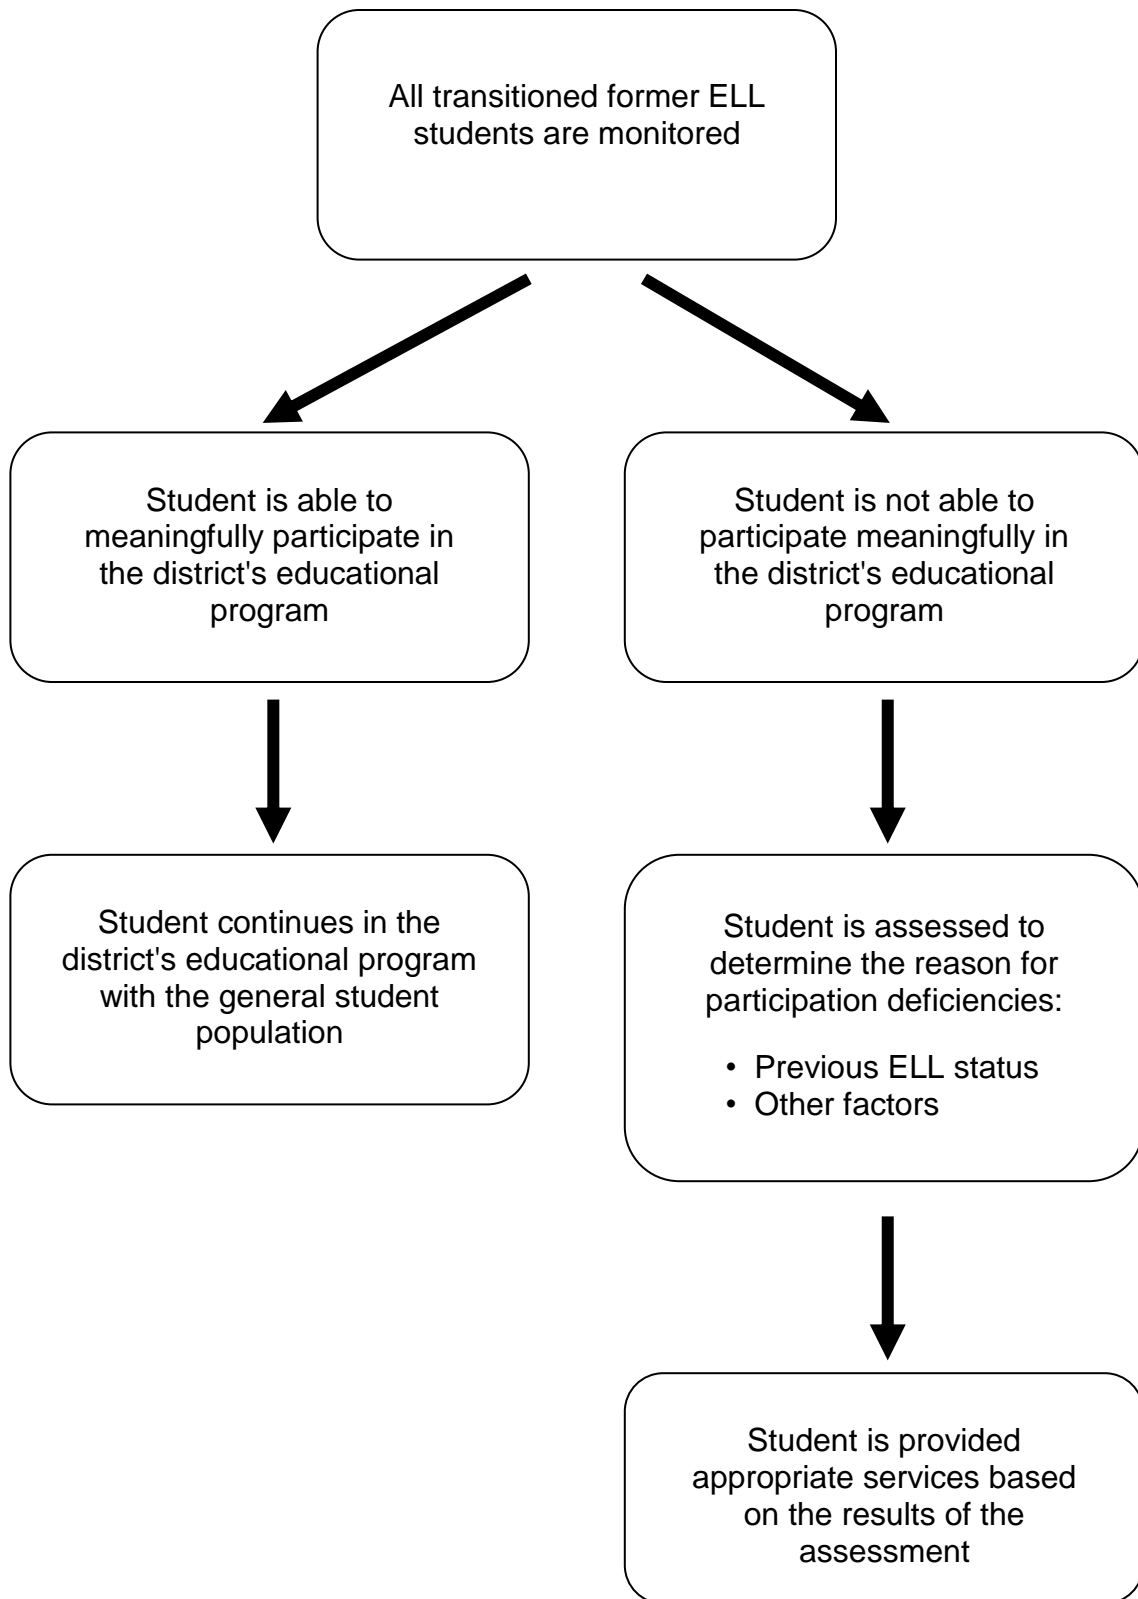 All transitioned former ELL
students are monitored
Student is able to
meaningfully participate in
the district's educational
program
Student is not able to
participate meaningfully in
the district's educational
program
Student continues in the
district's educational program
with the general student
population
Student is assessed to
determine the reason for
participation deficiencies:
• Previous ELL status
• Other factors
Student is provided
appropriate services based
on the results of the
assessment